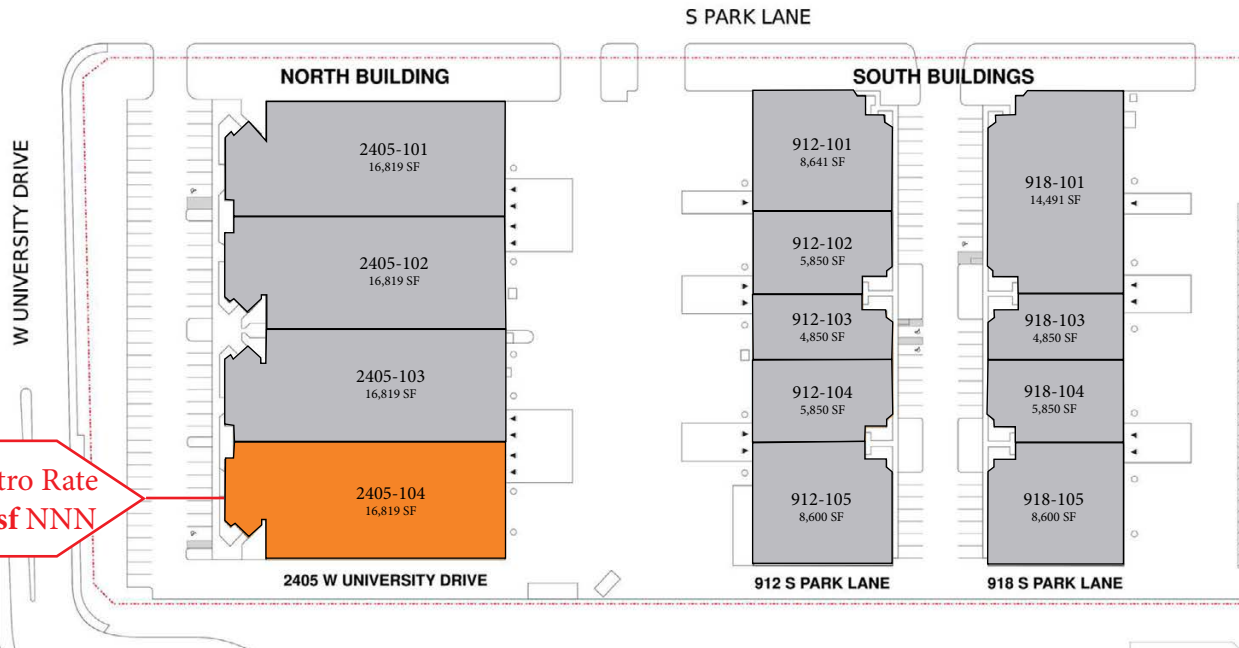 S PARK LANE
NORTH BUILDING
SOUTH BUILDINGS
W UNIVERSITY DRIVE
2405-101
16,819 SF
2405-102
16,819 SF
2405-103
16,819 SF
2405-104
16,819 SF
tro Rate
sf NNN
912-101
8,641 SF
912-102
5,850 SF
912-103
4,850 SF
912-104
5,850 SF
912-105
8,600 SF
918-101
14,491 SF
918-103
4,850 SF
918-104
5,850 SF
918-105
8,600 SF
2405 W UNIVERSITY DRIVE
912 S PARK LANE
918 S PARK LANE